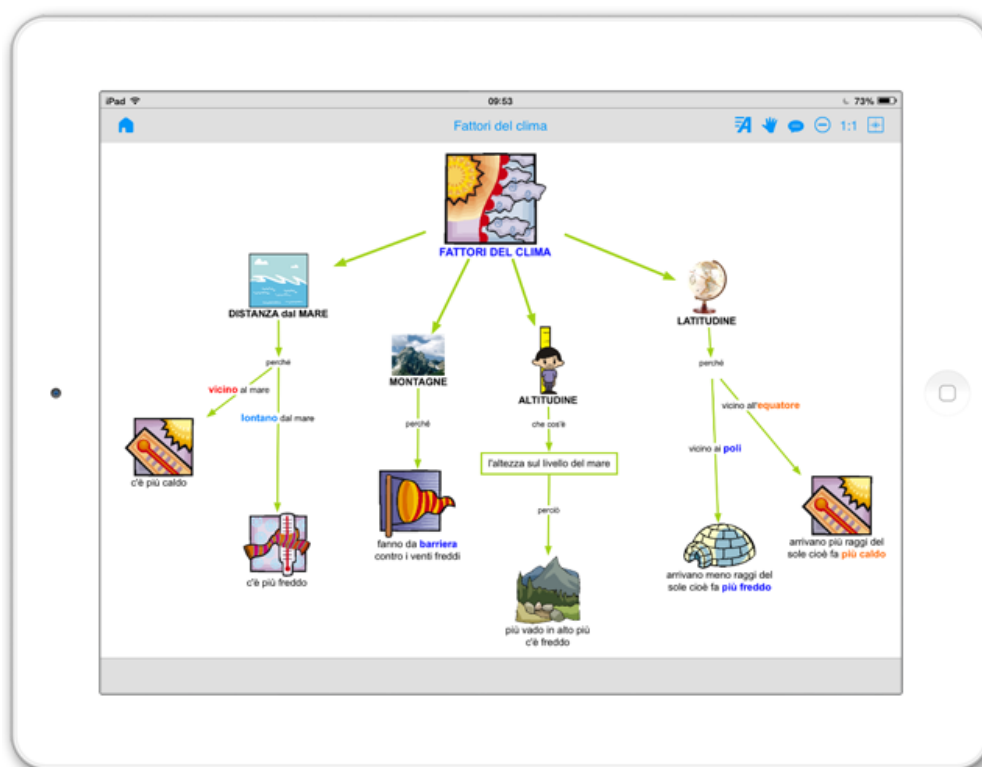 iPad
09:53
73%
Fattori del clima
1:1
FATTORI DEL CLIMA
DISTANZA dal MARE
perché
vicino al mare
lontano dal mare
c'è più caldo
c'è più freddo
MONTAGNE
perché
fanno da barriera
contro i venti freddi
ALTITUDINE
che cos'è
l'altezza sul livello del mare
perciò
più vado in alto più
c'è freddo
LATITUDINE
perché
vicino all'equatore
vicino ai poli
arrivano meno raggi del
sole cioè fa più freddo
arrivano più raggi del
sole cioè fa più caldo